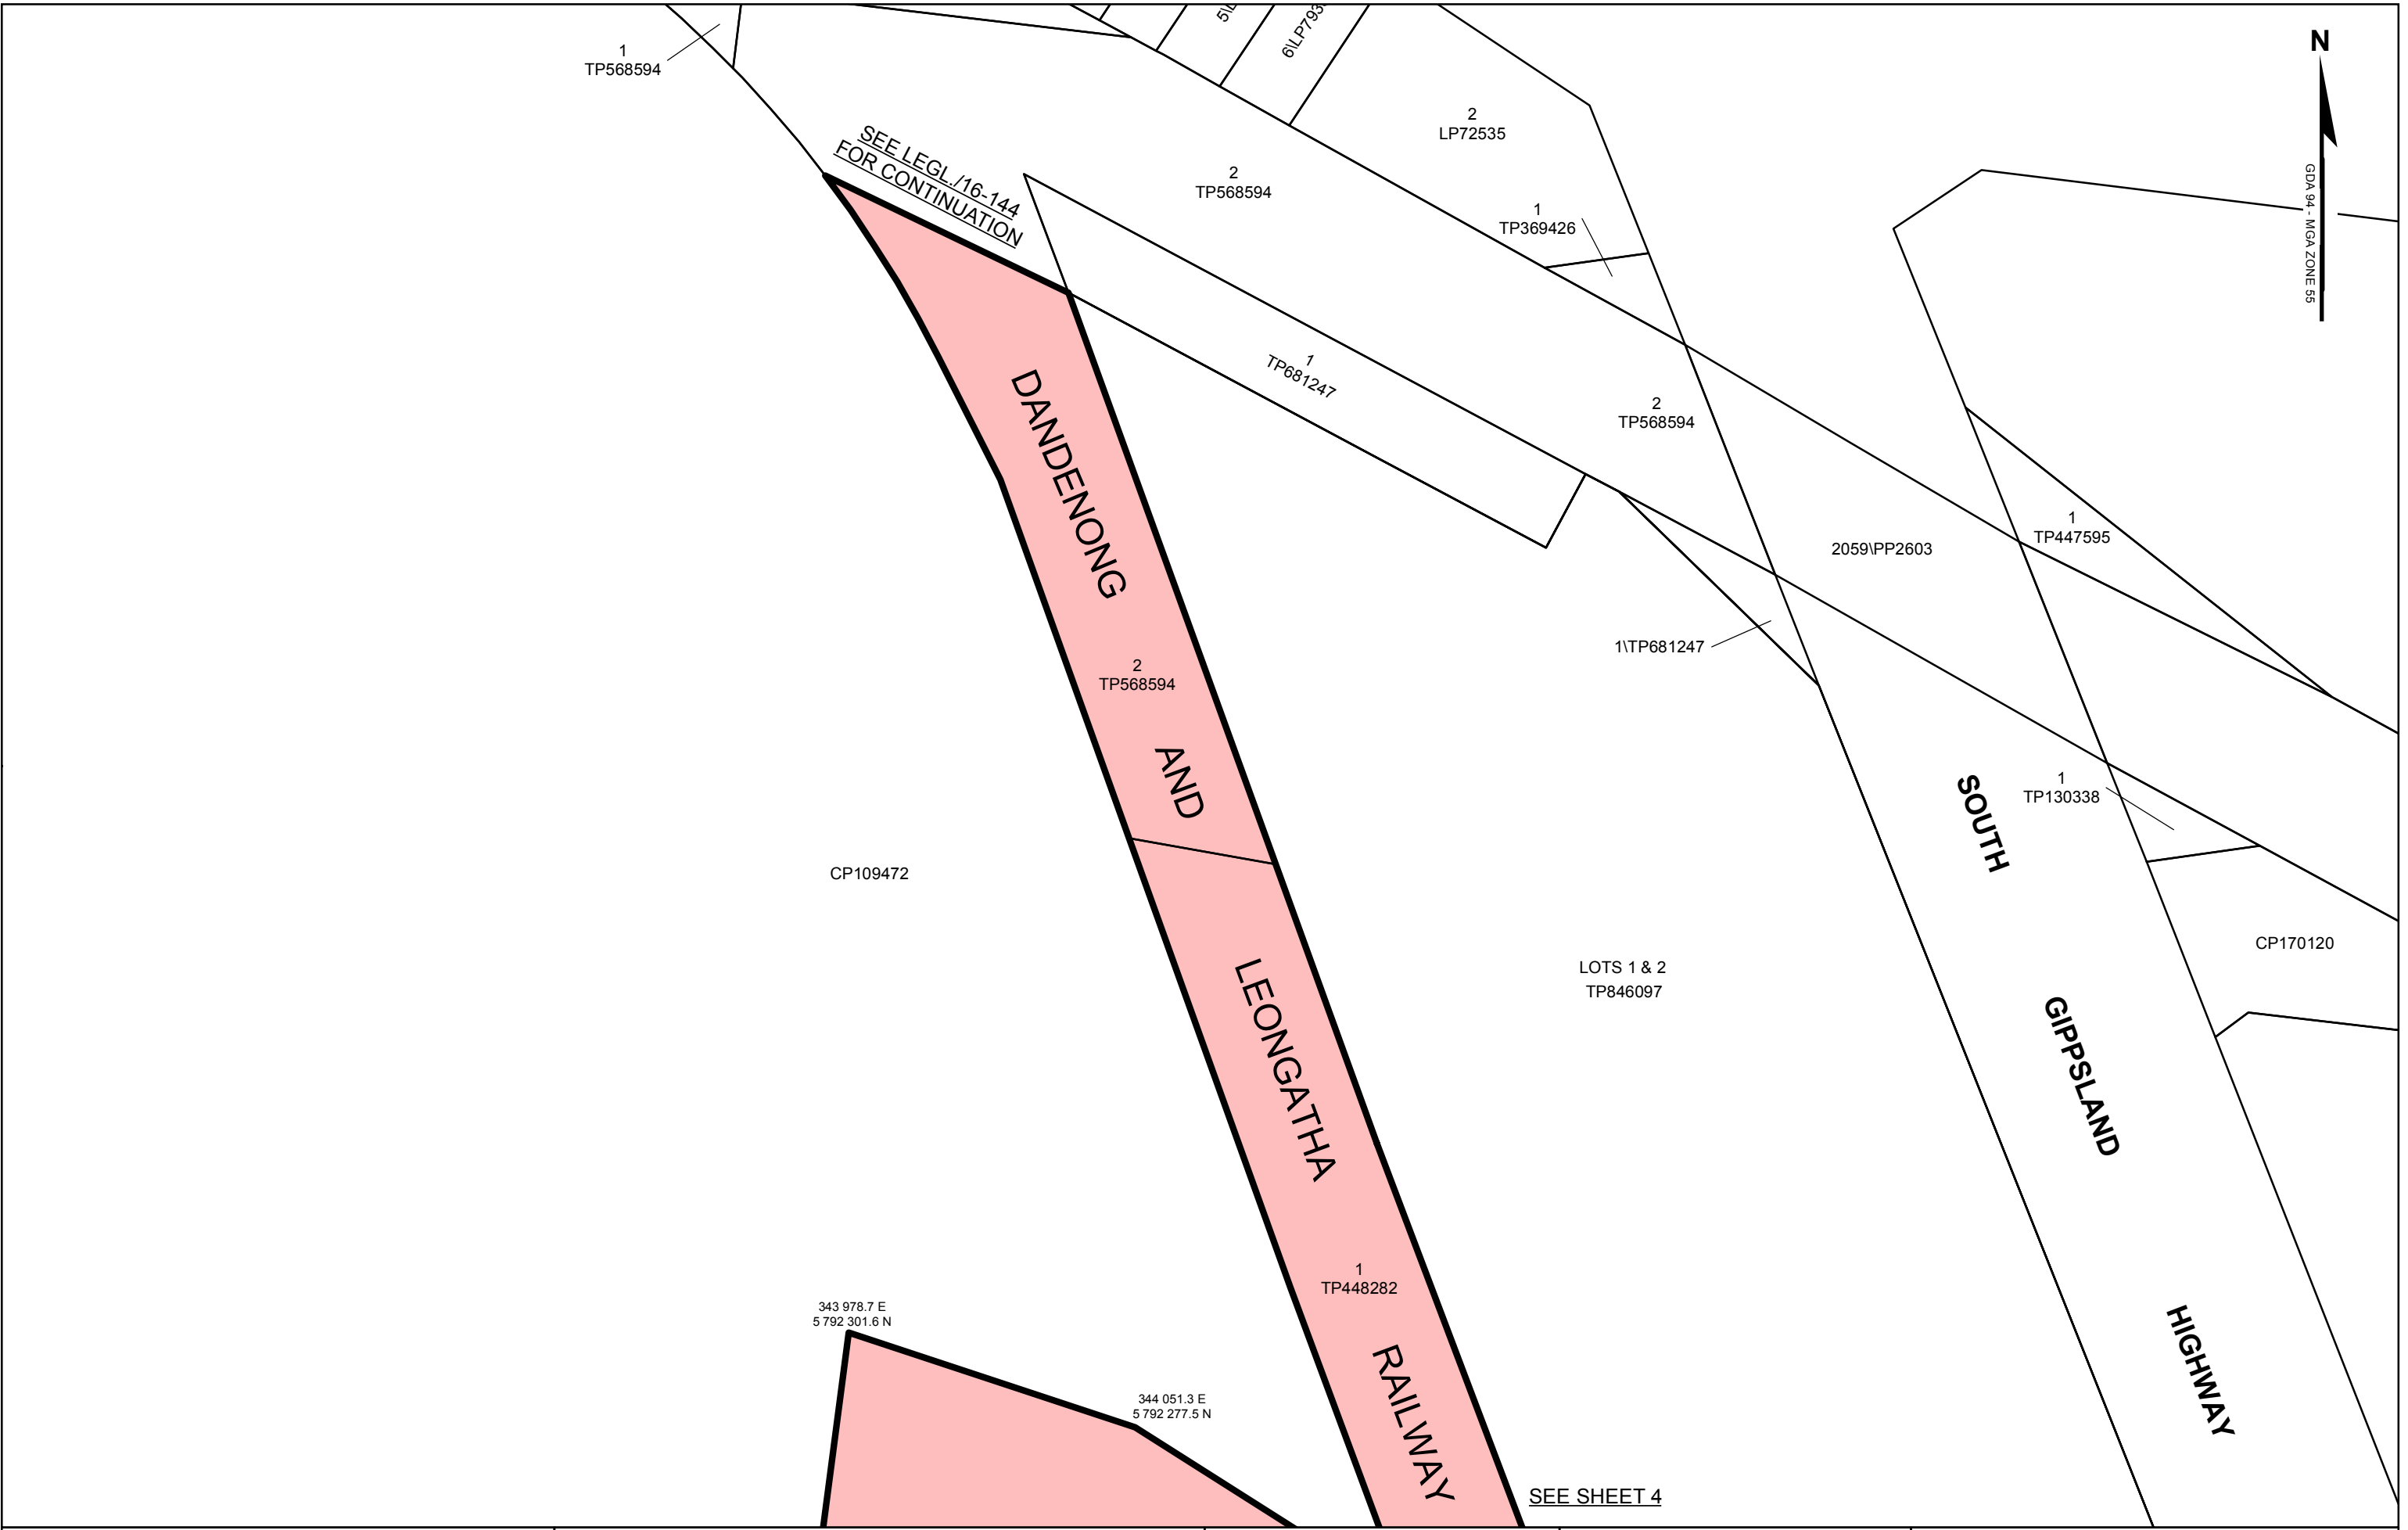 1
TP568594
SEE LEGL./16-144
FOR CONTINUATION
2
LP72535
2
TP568594
1
TP369426
N
GDA 94 - MGA ZONE 55
1
TP681247
2
TP568594
1
TP447595
2059\PP2603
1\TP681247
DANDENONG
2
TP568594
AND
1
TP130338
SOUTH
CP109472
CP170120
LOTS 1 & 2
TP846097
LEONGATHA
GIPPSLAND
1
TP448282
343 978.7 E
5 792 301.6 N
HIGHWAY
RAILWAY
344 051.3 E
5 792 277.5 N
SEE SHEET 4